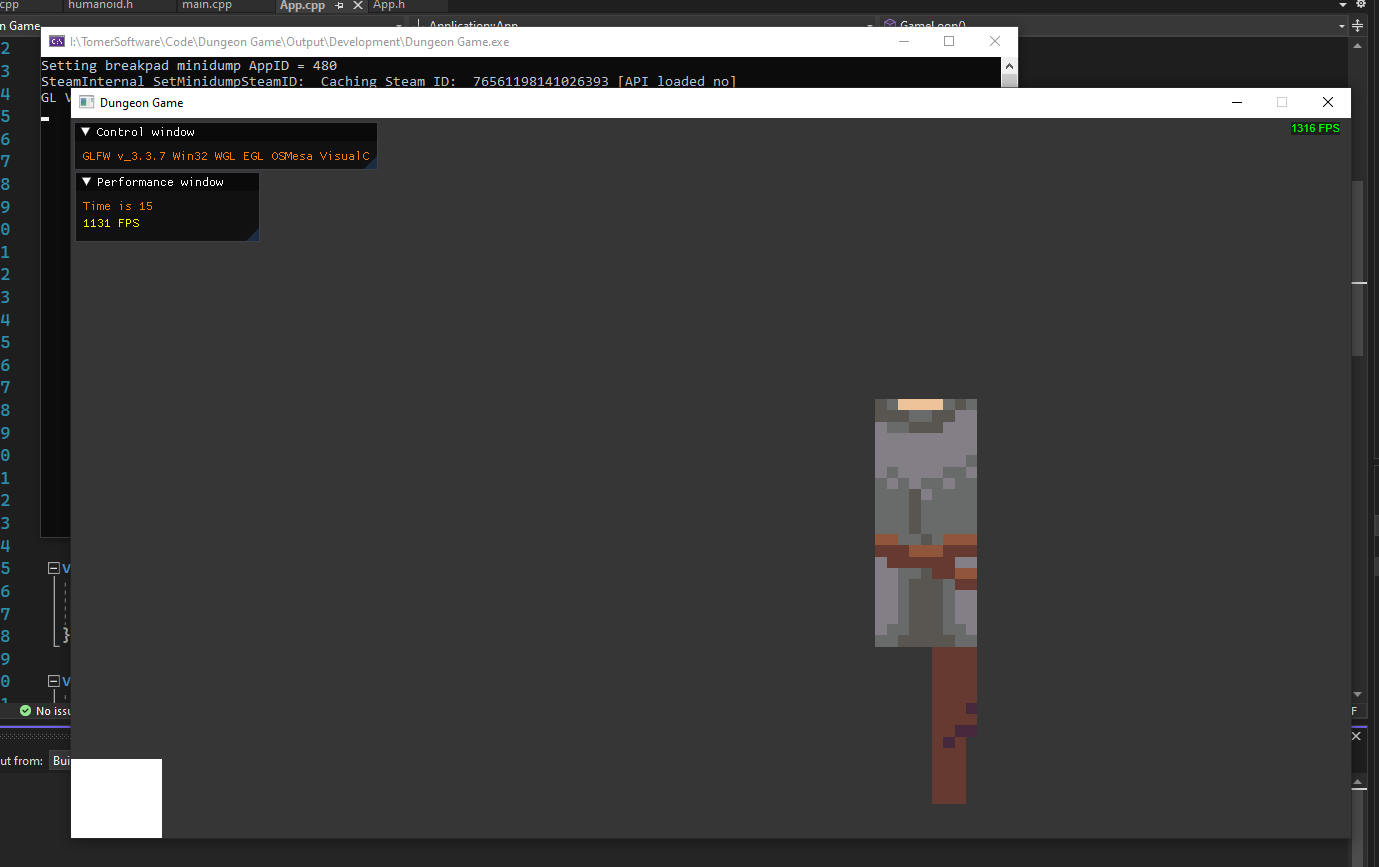 cpp humanoid.h main.cpp App.cpp App.h
n Game Application::App GameLoop()
I:\TomerSoftware\Code\Dungeon Game\Output\Development\Dungeon Game.exe
Setting breakpad minidump AppID = 480
SteamInternal_SetMinidumpSteamID:  Caching Steam ID:  76561198141026393 [API loaded no]
GL V
Dungeon Game
1316 FPS
Control window
GLFW v_3.3.7 Win32 WGL EGL OSMesa VisualC
Performance window
Time is 15
1131 FPS
2
3
4
5
6
7
8
9
0
1
2
3
4
5
6
7
8
9
0
1
2
3
4
5 v
6
7
8 }
9
0 v
1
No issu F
ut from: Bui